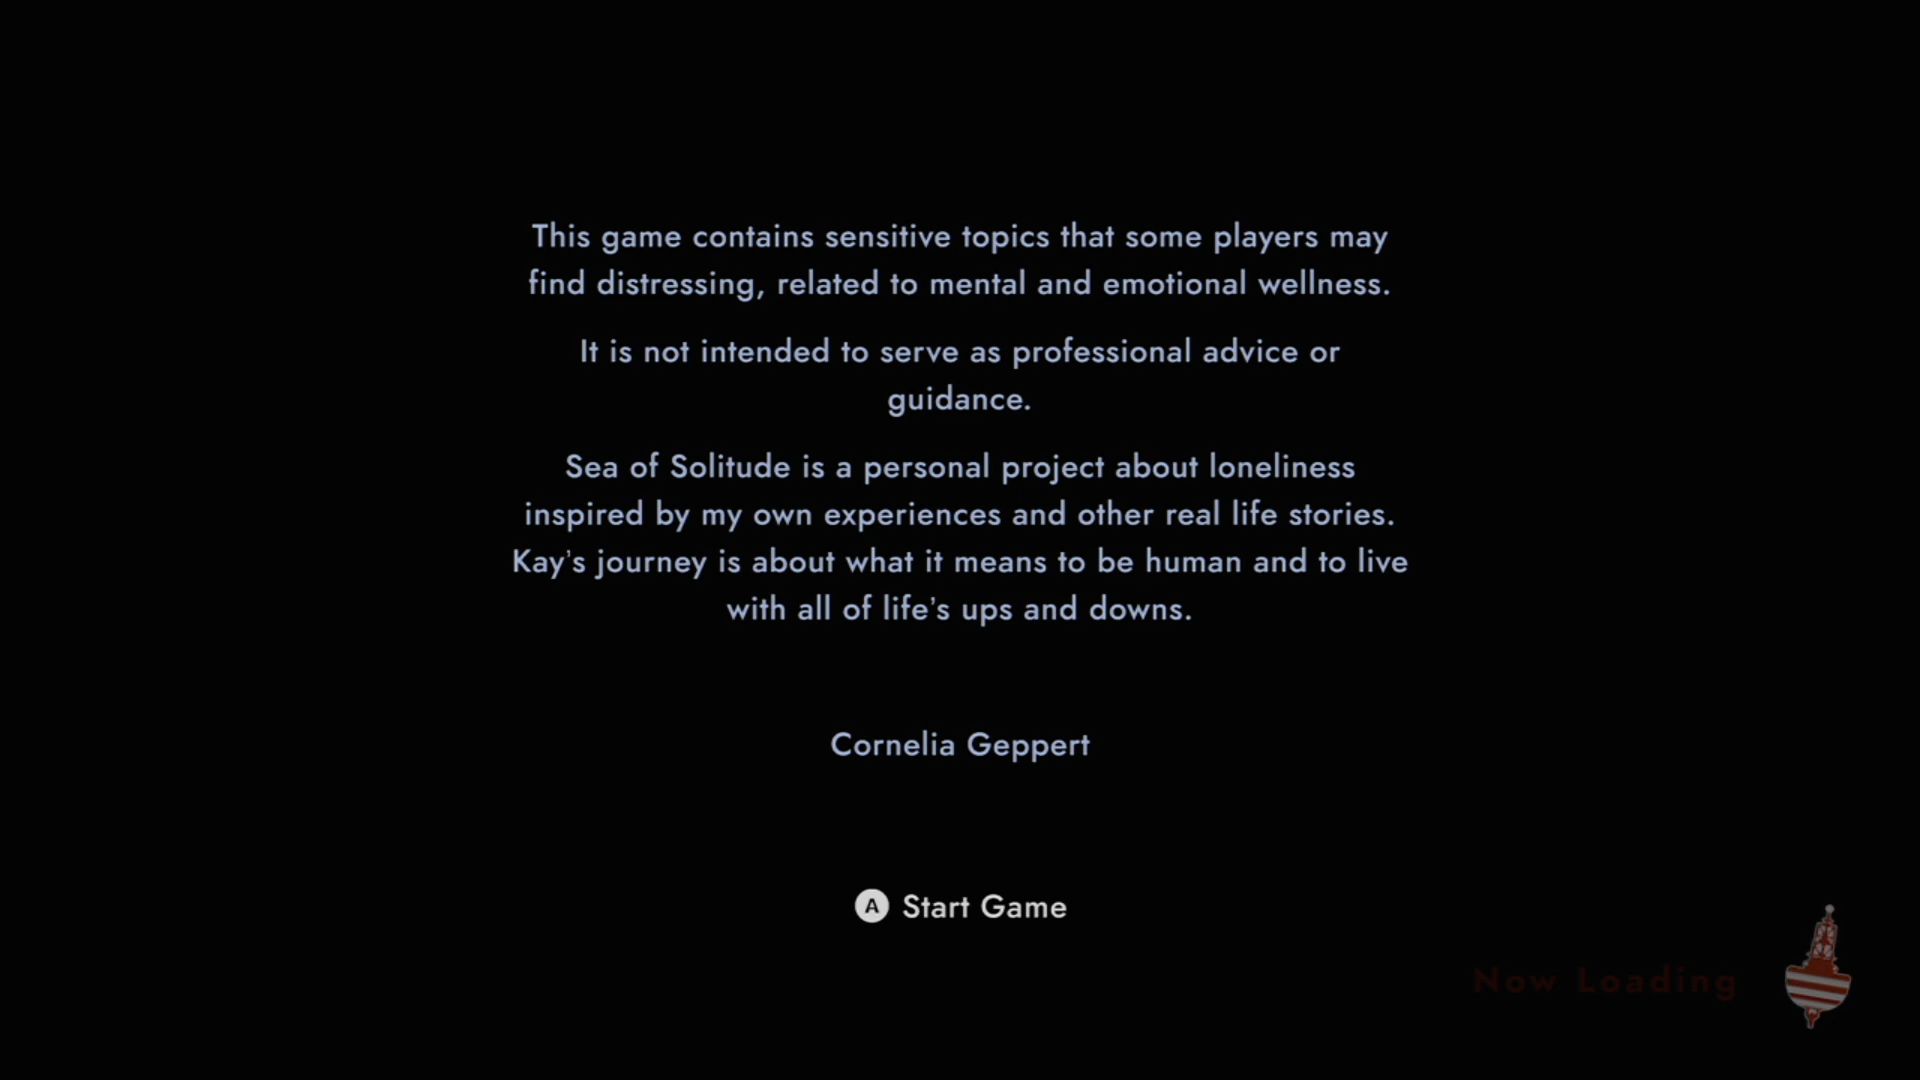 This game contains sensitive topics that some players may
find distressing, related to mental and emotional wellness.
It is not intended to serve as professional advice or
guidance.
Sea of Solitude is a personal project about loneliness
inspired by my own experiences and other real life stories.
Kay's journey is about what it means to be human and to live
with all of life's ups and downs.
Cornelia Geppert
A Start Game
Now Loading